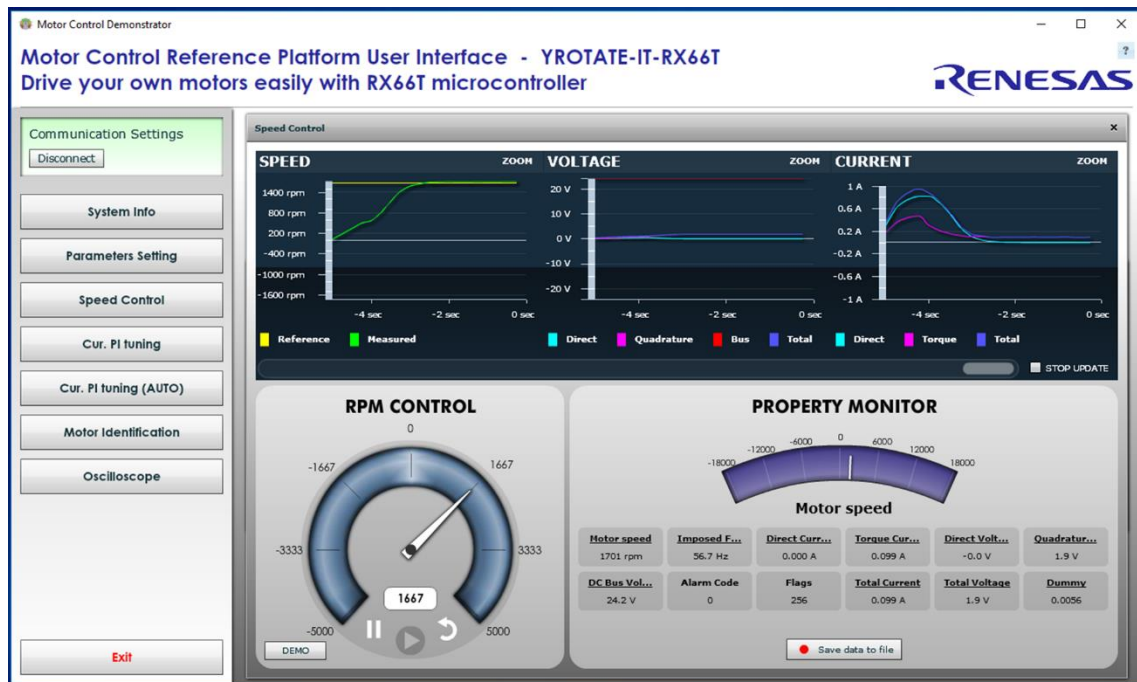 Motor Control Demonstrator
Motor Control Reference Platform User Interface - YROTATE-IT-RX66T
Drive your own motors easily with RX66T microcontroller
?
RENESAS
Communication Settings
Disconnect
System Info
Parameters Setting
Speed Control
Cur. PI tuning
Cur. PI tuning (AUTO)
Motor Identification
Oscilloscope
Exit
Speed Control
x
SPEED
ZOOM
1400 rpm
800 rpm
200 rpm
-400 rpm
-1000 rpm
-1600 rpm
-4 sec
-2 sec
0 sec
Reference
Measured
VOLTAGE
ZOOM
20 V
10 V
0 V
-10 V
-20 V
-4 sec
-2 sec
0 sec
Direct
Quadrature
Bus
Total
CURRENT
ZOOM
1 A
0.6 A
0.2 A
-0.2 A
-0.6 A
-1 A
-4 sec
-2 sec
0 sec
Direct
Torque
Total
STOP UPDATE
RPM CONTROL
0
-1667
1667
-3333
3333
1667
-5000
5000
DEMO
PROPERTY MONITOR
-18000
-12000
-6000
0
6000
12000
18000
Motor speed
Motor speed
1701 rpm
Imposed F...
56.7 Hz
Direct Curr...
0.000 A
Torque Cur...
0.099 A
Direct Volt...
-0.0 V
Quadratur...
1.9 V
DC Bus Vol...
24.2 V
Alarm Code
0
Flags
256
Total Current
0.099 A
Total Voltage
1.9 V
Dummy
0.0056
Save data to file